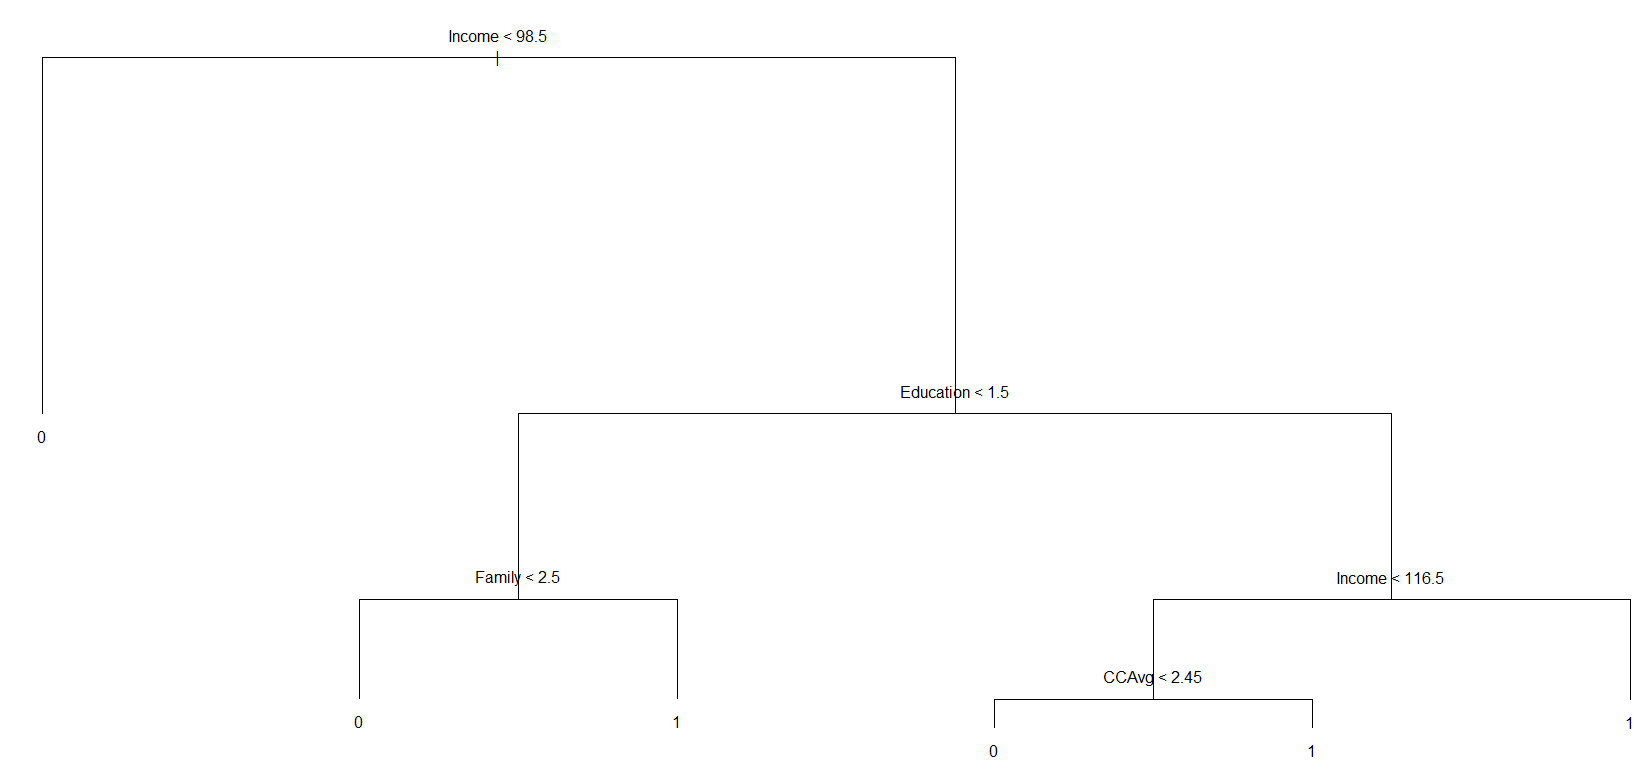 Income < 98.5
Education < 1.5
0
Family < 2.5
Income < 116.5
CCAvg < 2.45
0
1
1
0
1